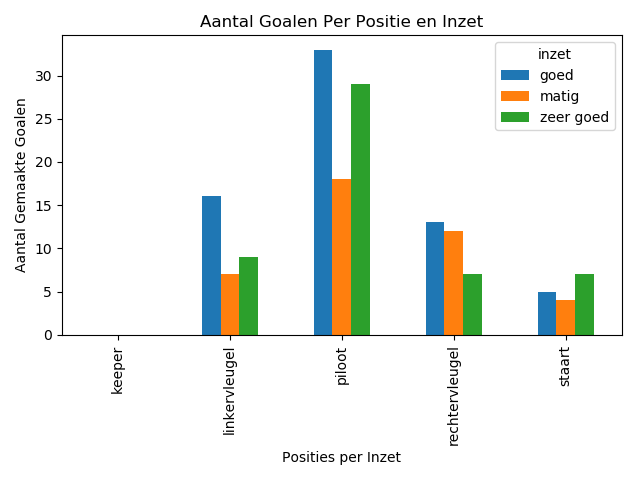 Aantal Goalen Per Positie en Inzet
inzet
goed
matig
zeer goed
Aantal Gemaakte Goalen
30
25
20
15
10
5
0
keeper
linkervleugel
piloot
rechtervleugel
staart
Posities per Inzet